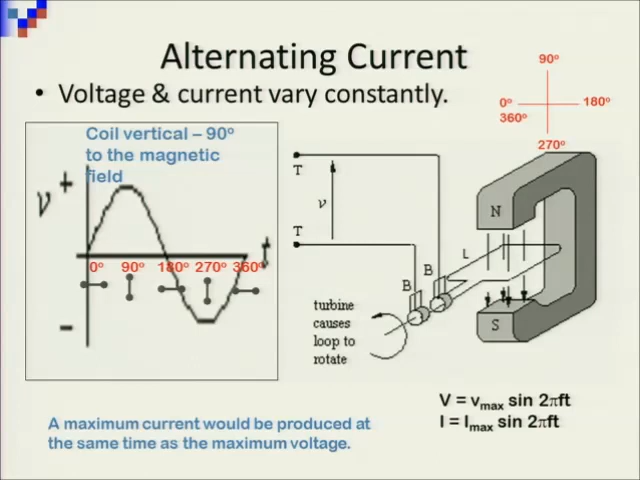 Alternating Current
• Voltage & current vary constantly.
90º
0º
180º
360º
270º
Coil vertical – 90º
to the magnetic
field
v
+
t
–
0º 90º 180º 270º 360º
T
v
T
B
B
L
N
S
turbine
causes
loop to
rotate
V = vmax sin 2πft
I = Imax sin 2πft
A maximum current would be produced at
the same time as the maximum voltage.